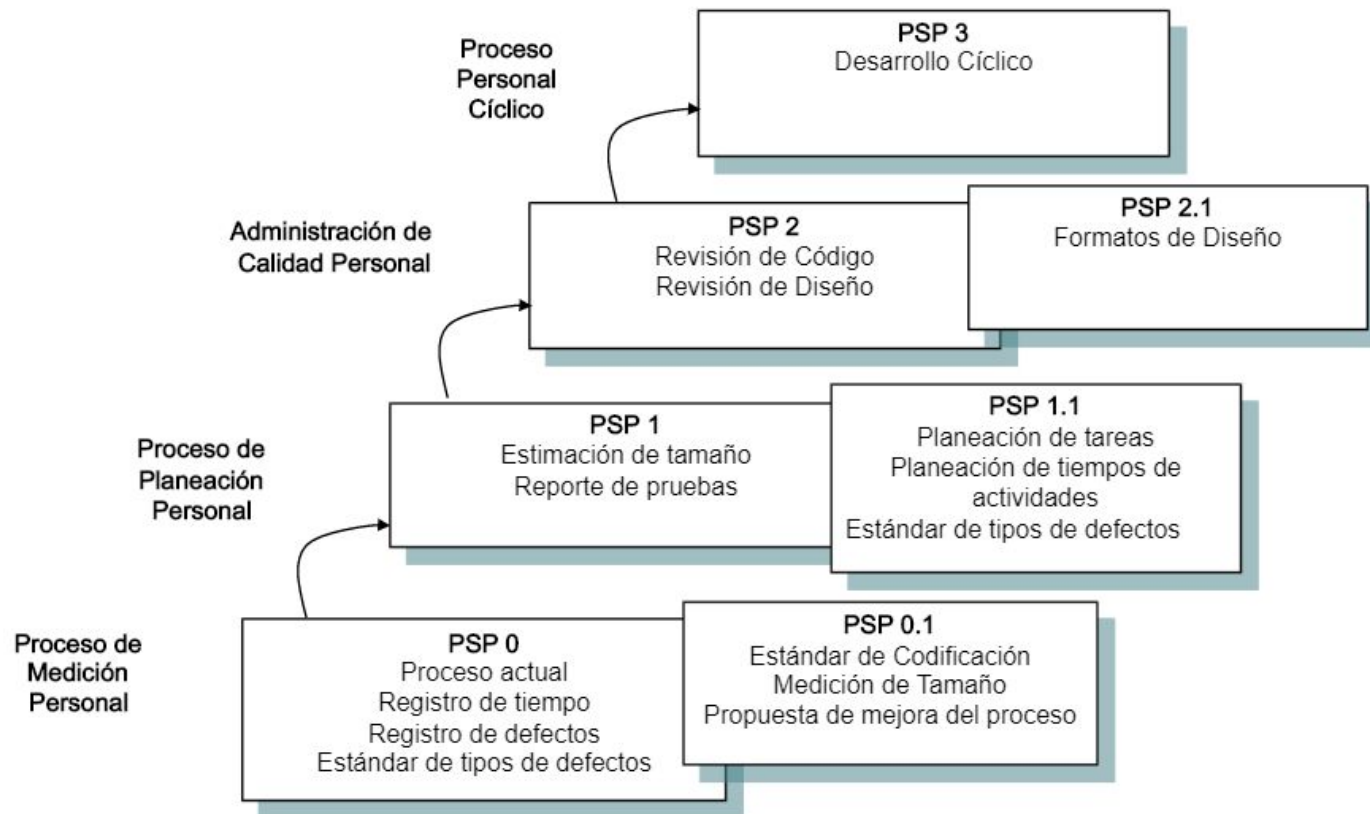 Proceso
Personal
Cíclico
PSP 3
Desarrollo Cíclico
Administración de
Calidad Personal
PSP 2
Revisión de Código
Revisión de Diseño
PSP 2.1
Formatos de Diseño
Proceso de
Planeación
Personal
PSP 1
Estimación de tamaño
Reporte de pruebas
PSP 1.1
Planeación de tareas
Planeación de tiempos de
actividades
Estándar de tipos de defectos
Proceso de
Medición
Personal
PSP 0
Proceso actual
Registro de tiempo
Registro de defectos
Estándar de tipos de defectos
PSP 0.1
Estándar de Codificación
Medición de Tamaño
Propuesta de mejora del proceso